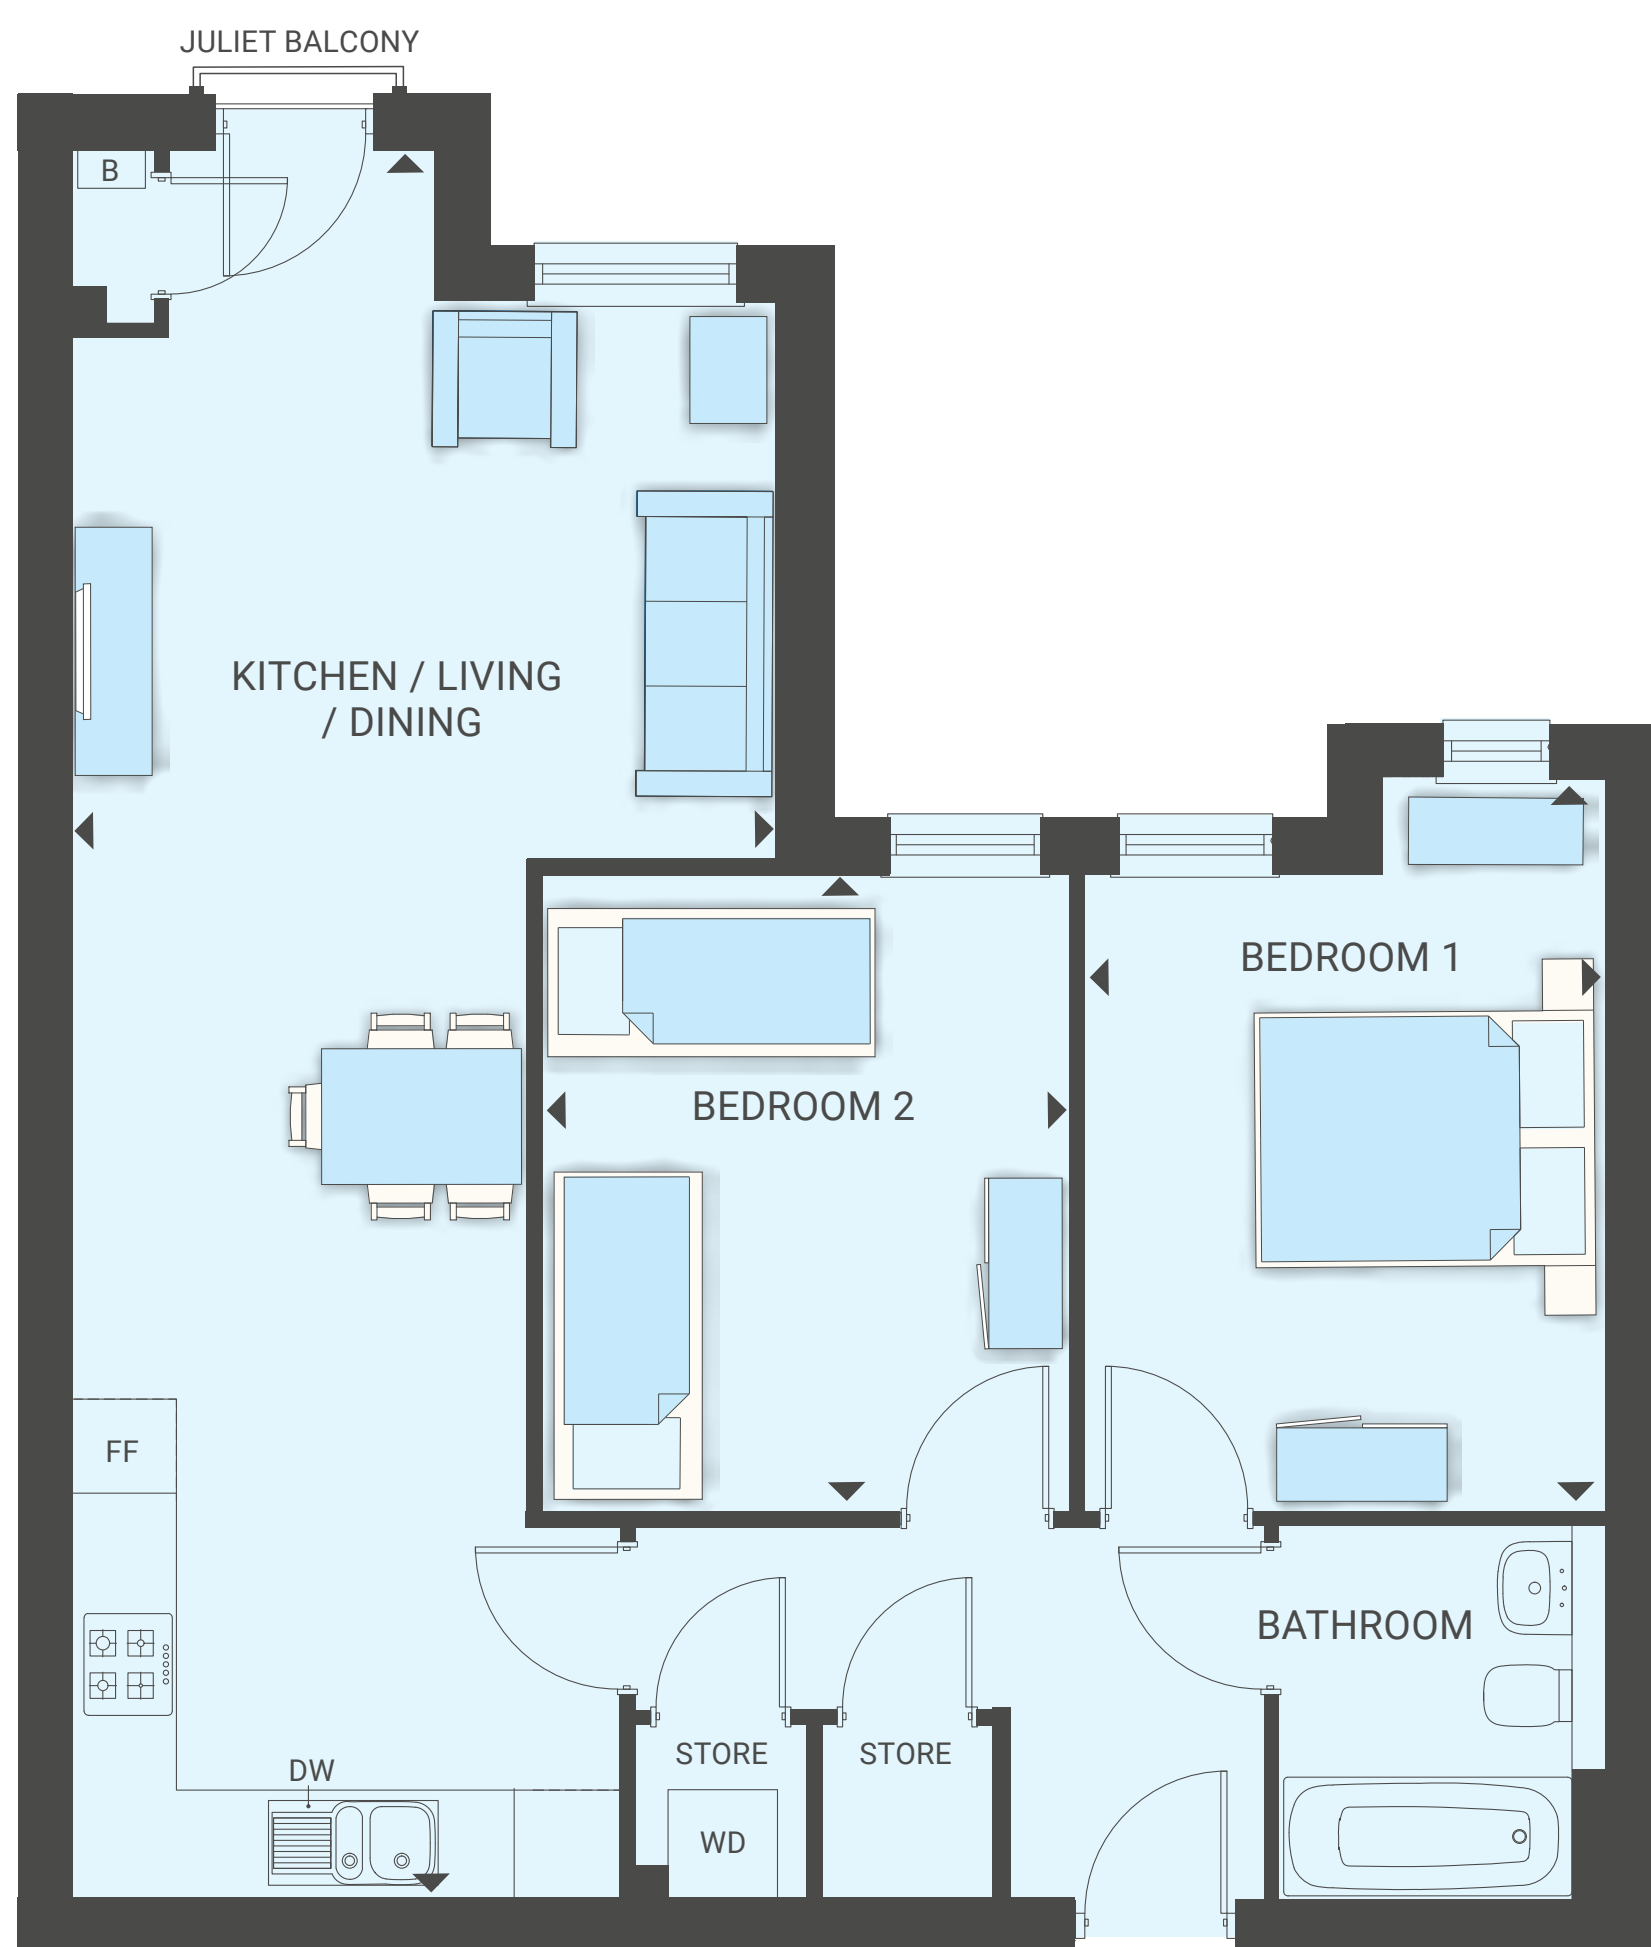 JULIET BALCONY
B
KITCHEN / LIVING
/ DINING
BEDROOM 1
BEDROOM 2
FF
BATHROOM
STORE
STORE
DW
WD